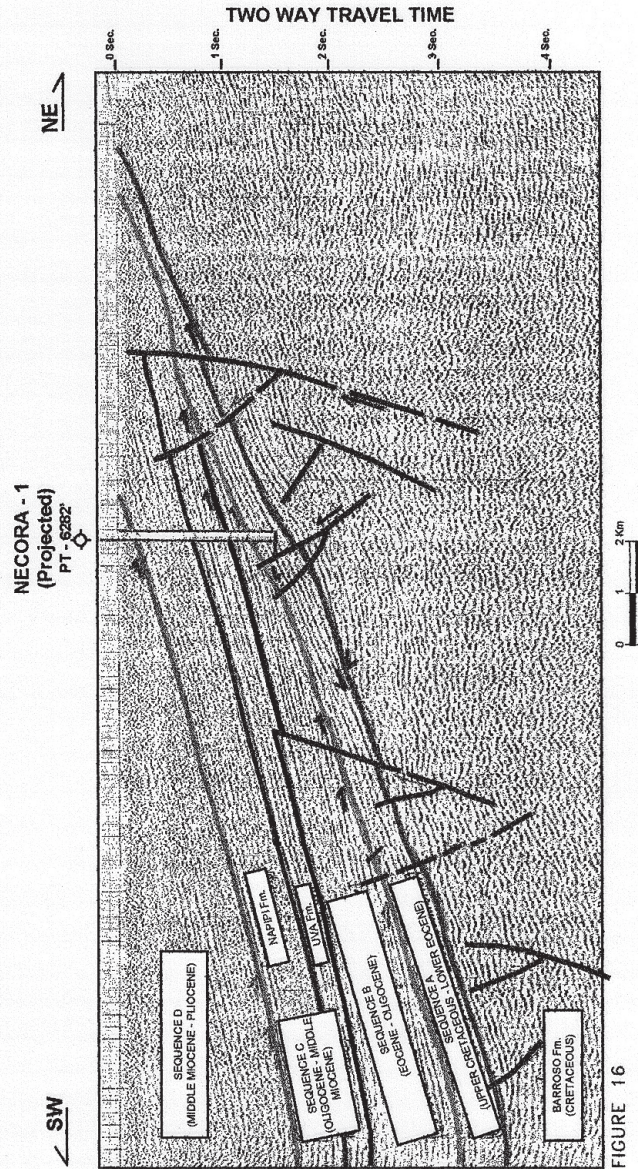 TWO WAY TRAVEL TIME
0 Sec.
1 Sec.
2 Sec.
3 Sec.
4 Sec.
SW
NE
NECORA - 1
(Projected)
PT - 6282'
SEQUENCE D
(MIDDLE MIOCENE - PLIOCENE)
NAPIPI Fm.
SEQUENCE C
(OLIGOCENE - MIDDLE
MIOCENE)
UVA Fm.
SEQUENCE B
(EOCENE - OLIGOCENE)
SEQUENCE A
(UPPER CRETACEOUS - LOWER EOCENE)
BARROSO Fm.
(CRETACEOUS)
0 1 2 Km
FIGURE 16